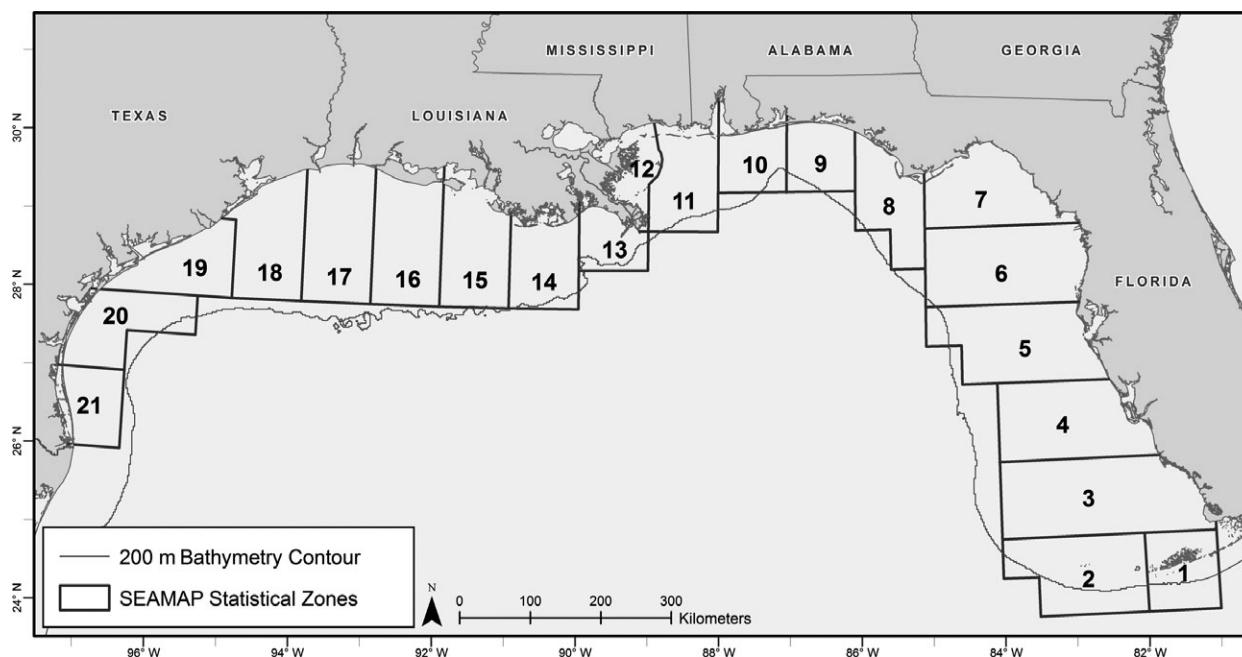 MISSISSIPPI
ALABAMA
GEORGIA
TEXAS
LOUISIANA
FLORIDA
30° N
28° N
26° N
24° N
12
10
9
11
8
7
13
6
19
18
17
16
15
14
20
5
21
4
3
2
1
200 m Bathymetry Contour
SEAMAP Statistical Zones
N
0 100 200 300
Kilometers
96° W 94° W 92° W 90° W 88° W 86° W 84° W 82° W